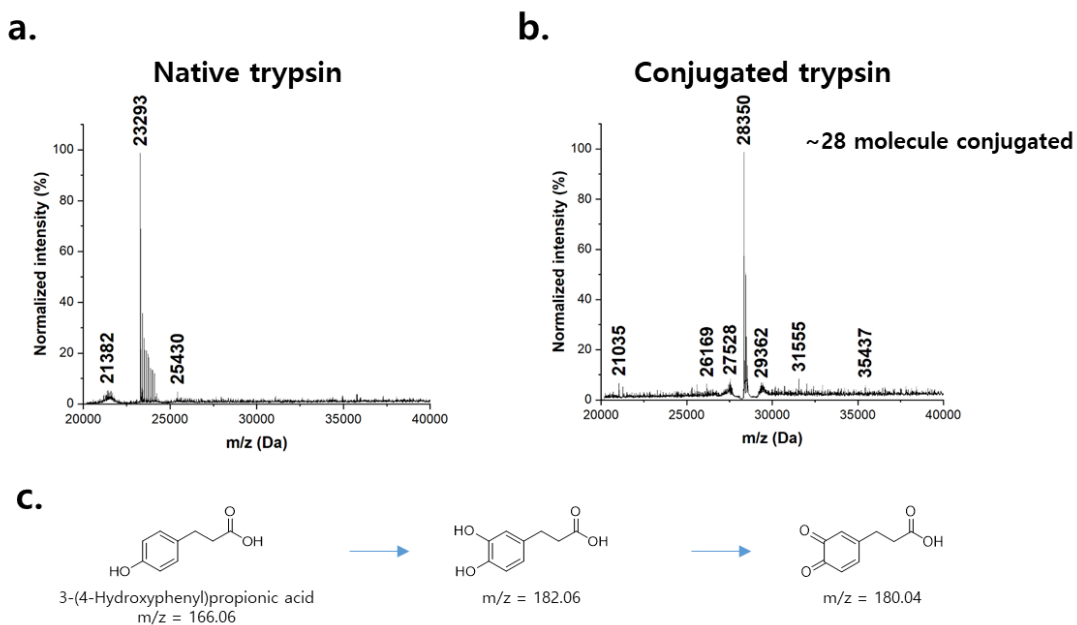 a.
Native trypsin
Normalized intensity (%)
100
80
60
40
20
0
21382
23293
25430
20000
25000
30000
35000
40000
m/z (Da)
b.
Conjugated trypsin
~28 molecule conjugated
Normalized intensity (%)
100
80
60
40
20
0
21035
26169
27528
28350
29362
31555
35437
20000
25000
30000
35000
40000
m/z (Da)
c.
O
OH
HO
3-(4-Hydroxyphenyl)propionic acid
m/z = 166.06
O
OH
HO
HO
m/z = 182.06
O
OH
O
O
m/z = 180.04